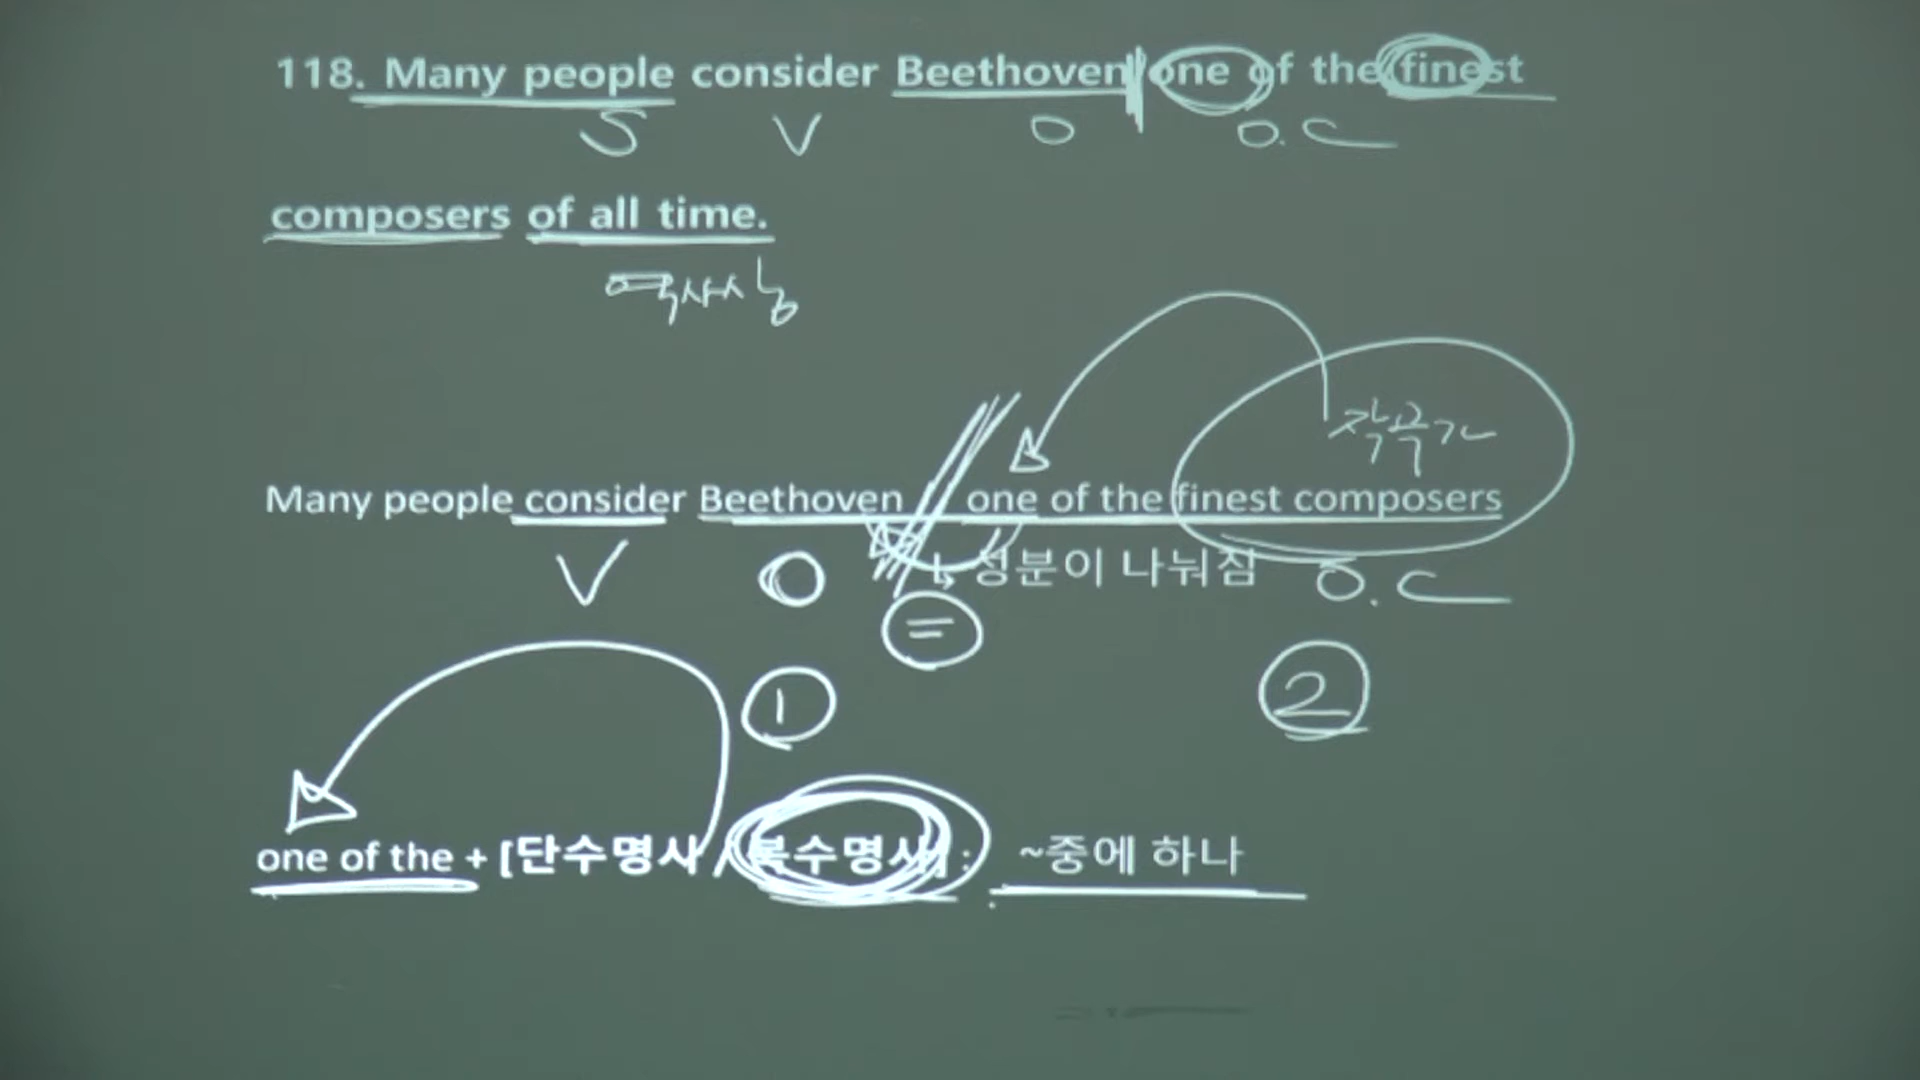 118. Many people consider Beethoven one of the finest
S V O O.C
composers of all time.
역사상
작곡가
Many people consider Beethoven one of the finest composers
V O ↳ 성분이 나눠짐 O.C
=
① ②
one of the + [단수명사 / 복수명사] : ~중에 하나